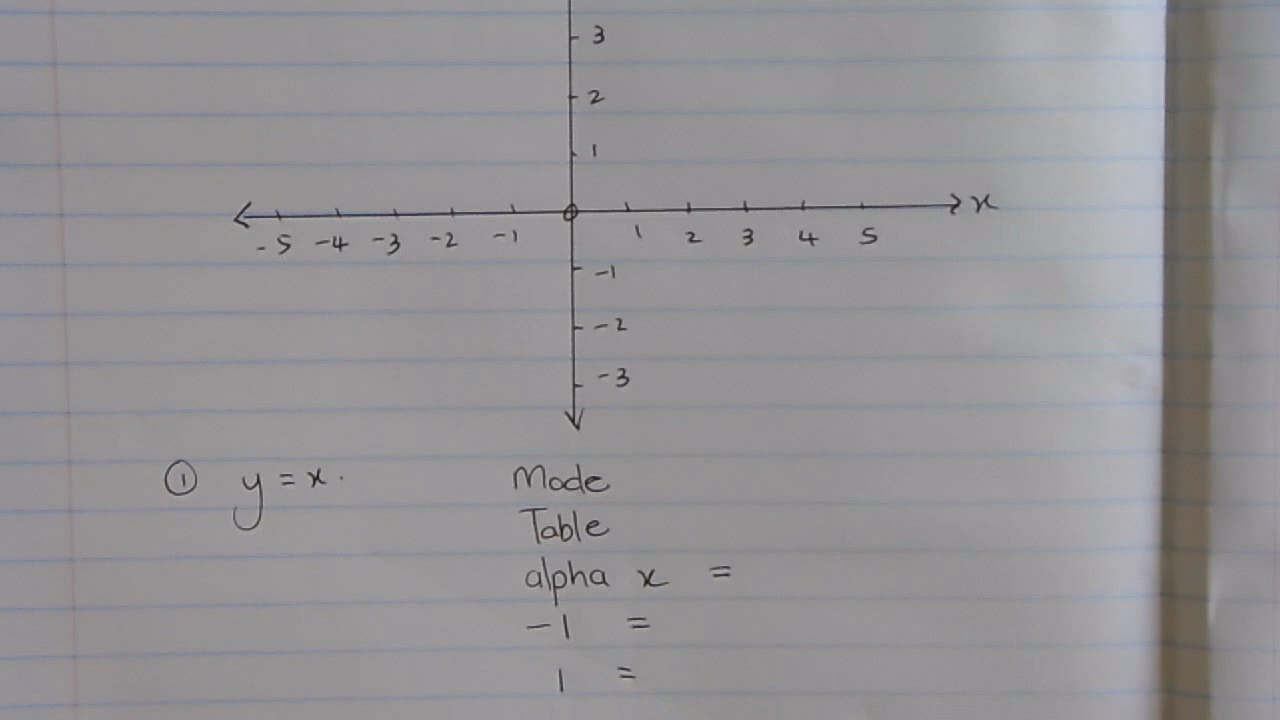 3
2
1
x
-5 -4 -3 -2 -1 1 2 3 4 5
-1
-2
-3
① y = x. Mode
Table
alpha x =
-1 =
1 =